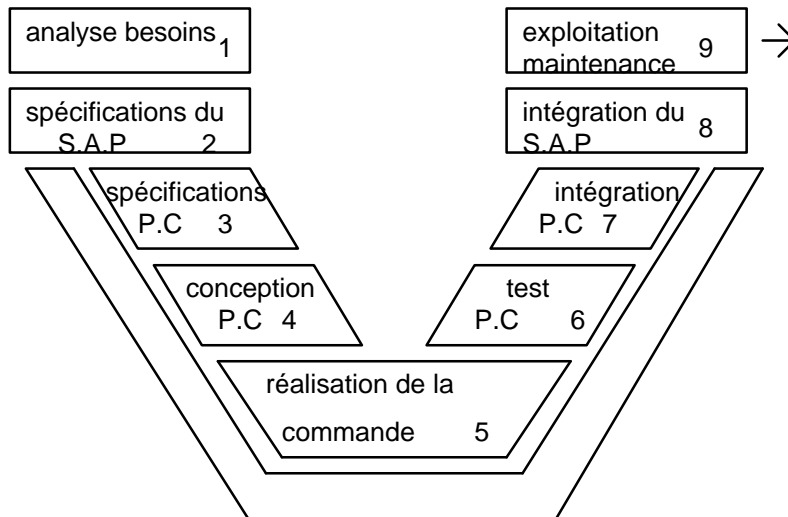 analyse besoins 1
spécifications du
S.A.P 2
spécifications
P.C 3
conception
P.C 4
réalisation de la
commande 5
test
P.C 6
intégration
P.C 7
intégration du
S.A.P 8
exploitation
maintenance 9